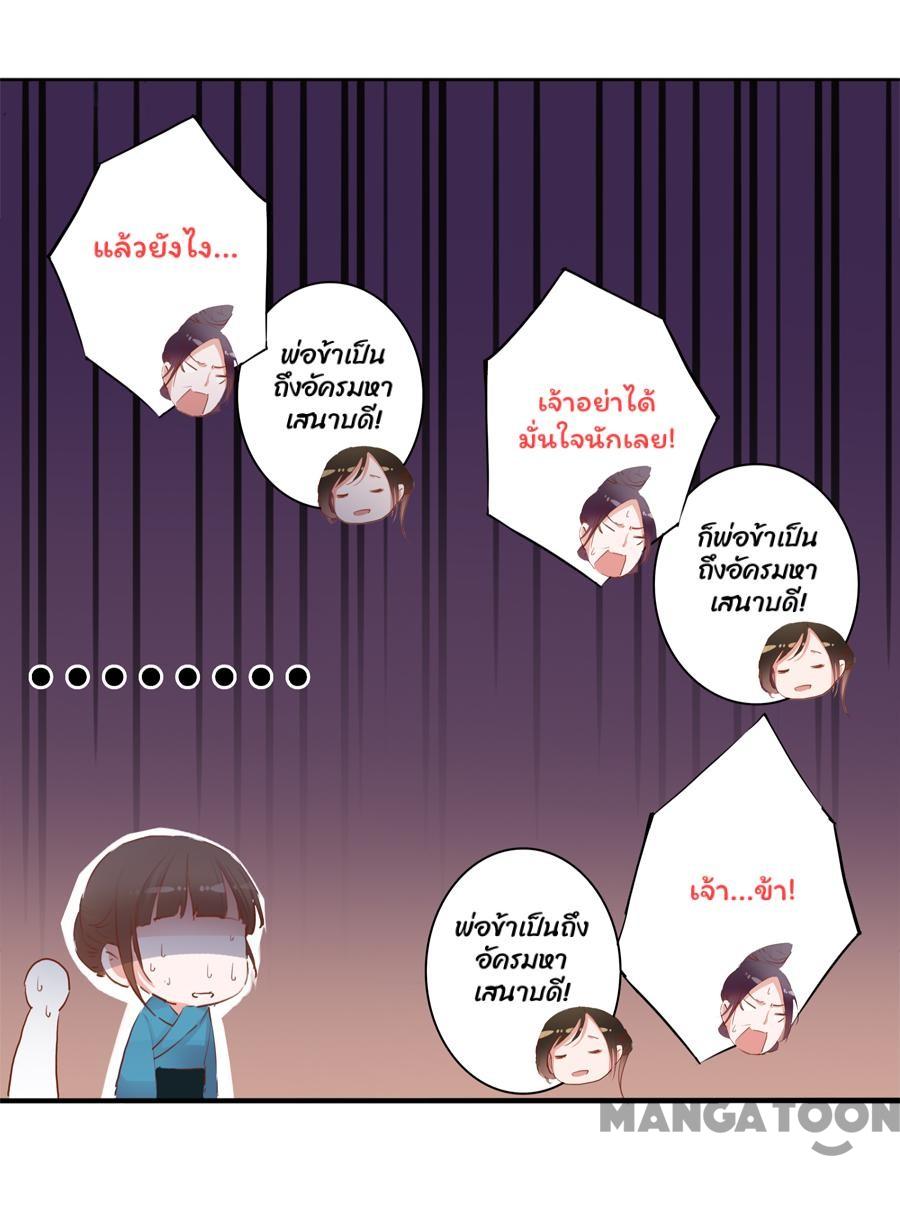 แล้วยังไง...
พ่อข้าเป็น
ถึงอัครมหา
เสนาบดี!
เจ้าอย่าได้
มั่นใจนักเลย!
ก็พ่อข้าเป็น
ถึงอัครมหา
เสนาบดี!
เจ้า...ข้า!
พ่อข้าเป็นถึง
อัครมหา
เสนาบดี!
MANGATOON